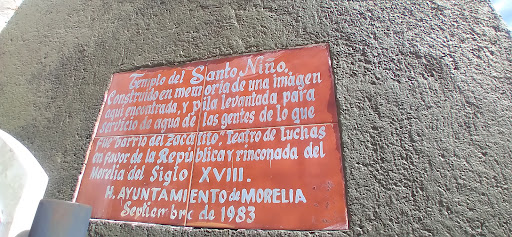 Templo del Santo Niño.
Construido en memoria de una imágen
aqui encontrada, y pila levantada para
servicio de agua de las gentes de lo que
fue barrio del zacatito". Teatro de luchas
en favor de la República y rinconada del
Morelia del Siglo XVIII.
H. AYUNTAMIENTO de MORELIA
Septiembre de 1983